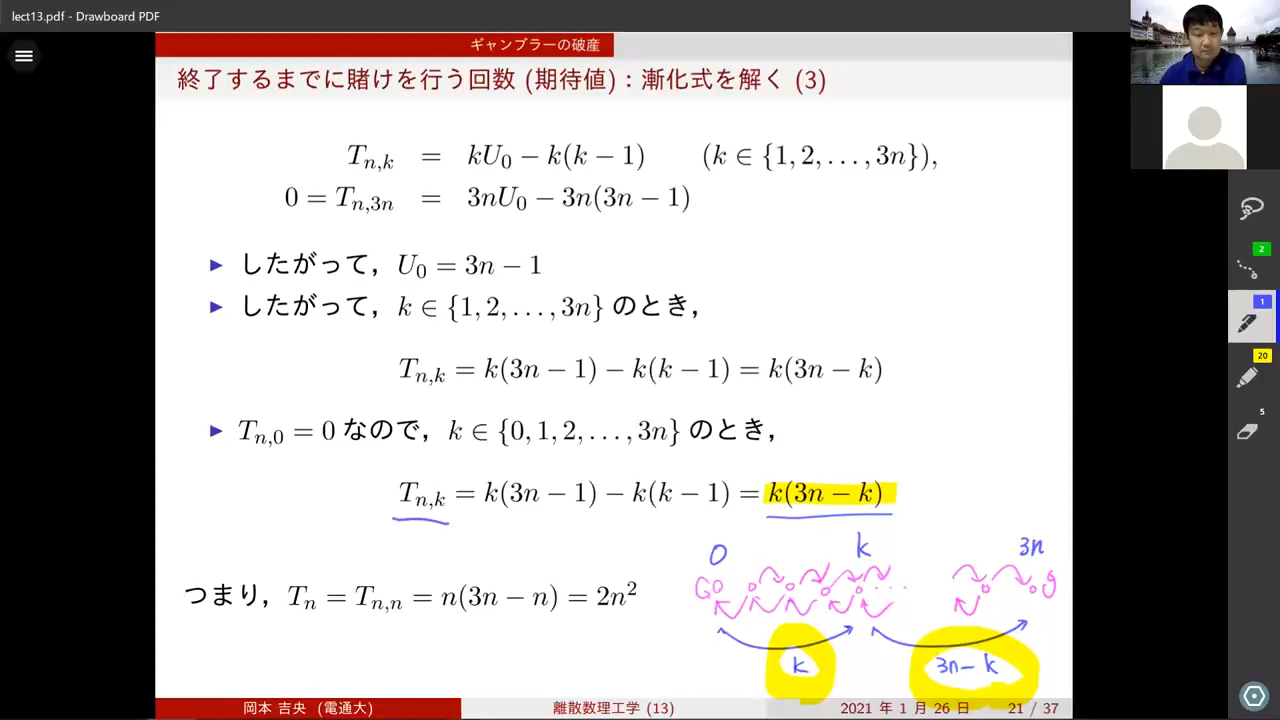 lect13.pdf - Drawboard PDF
ギャンブラーの破産
終了するまでに賭けを行う回数 (期待値) : 漸化式を解く (3)
T_{n,k} = kU_0 − k(k − 1) (k ∈ {1, 2, . . . , 3n}),
0 = T_{n,3n} = 3nU_0 − 3n(3n − 1)
▶ したがって，U_0 = 3n − 1
▶ したがって，k ∈ {1, 2, . . . , 3n} のとき，
T_{n,k} = k(3n − 1) − k(k − 1) = k(3n − k)
▶ T_{n,0} = 0 なので，k ∈ {0, 1, 2, . . . , 3n} のとき，
T_{n,k} = k(3n − 1) − k(k − 1) = k(3n − k)
0 k 3n
つまり，T_n = T_{n,n} = n(3n − n) = 2n^2
k 3n−k
岡本 吉央 (電通大) 離散数理工学 (13) 2021 年 1 月 26 日 21 / 37
2
1
20
5